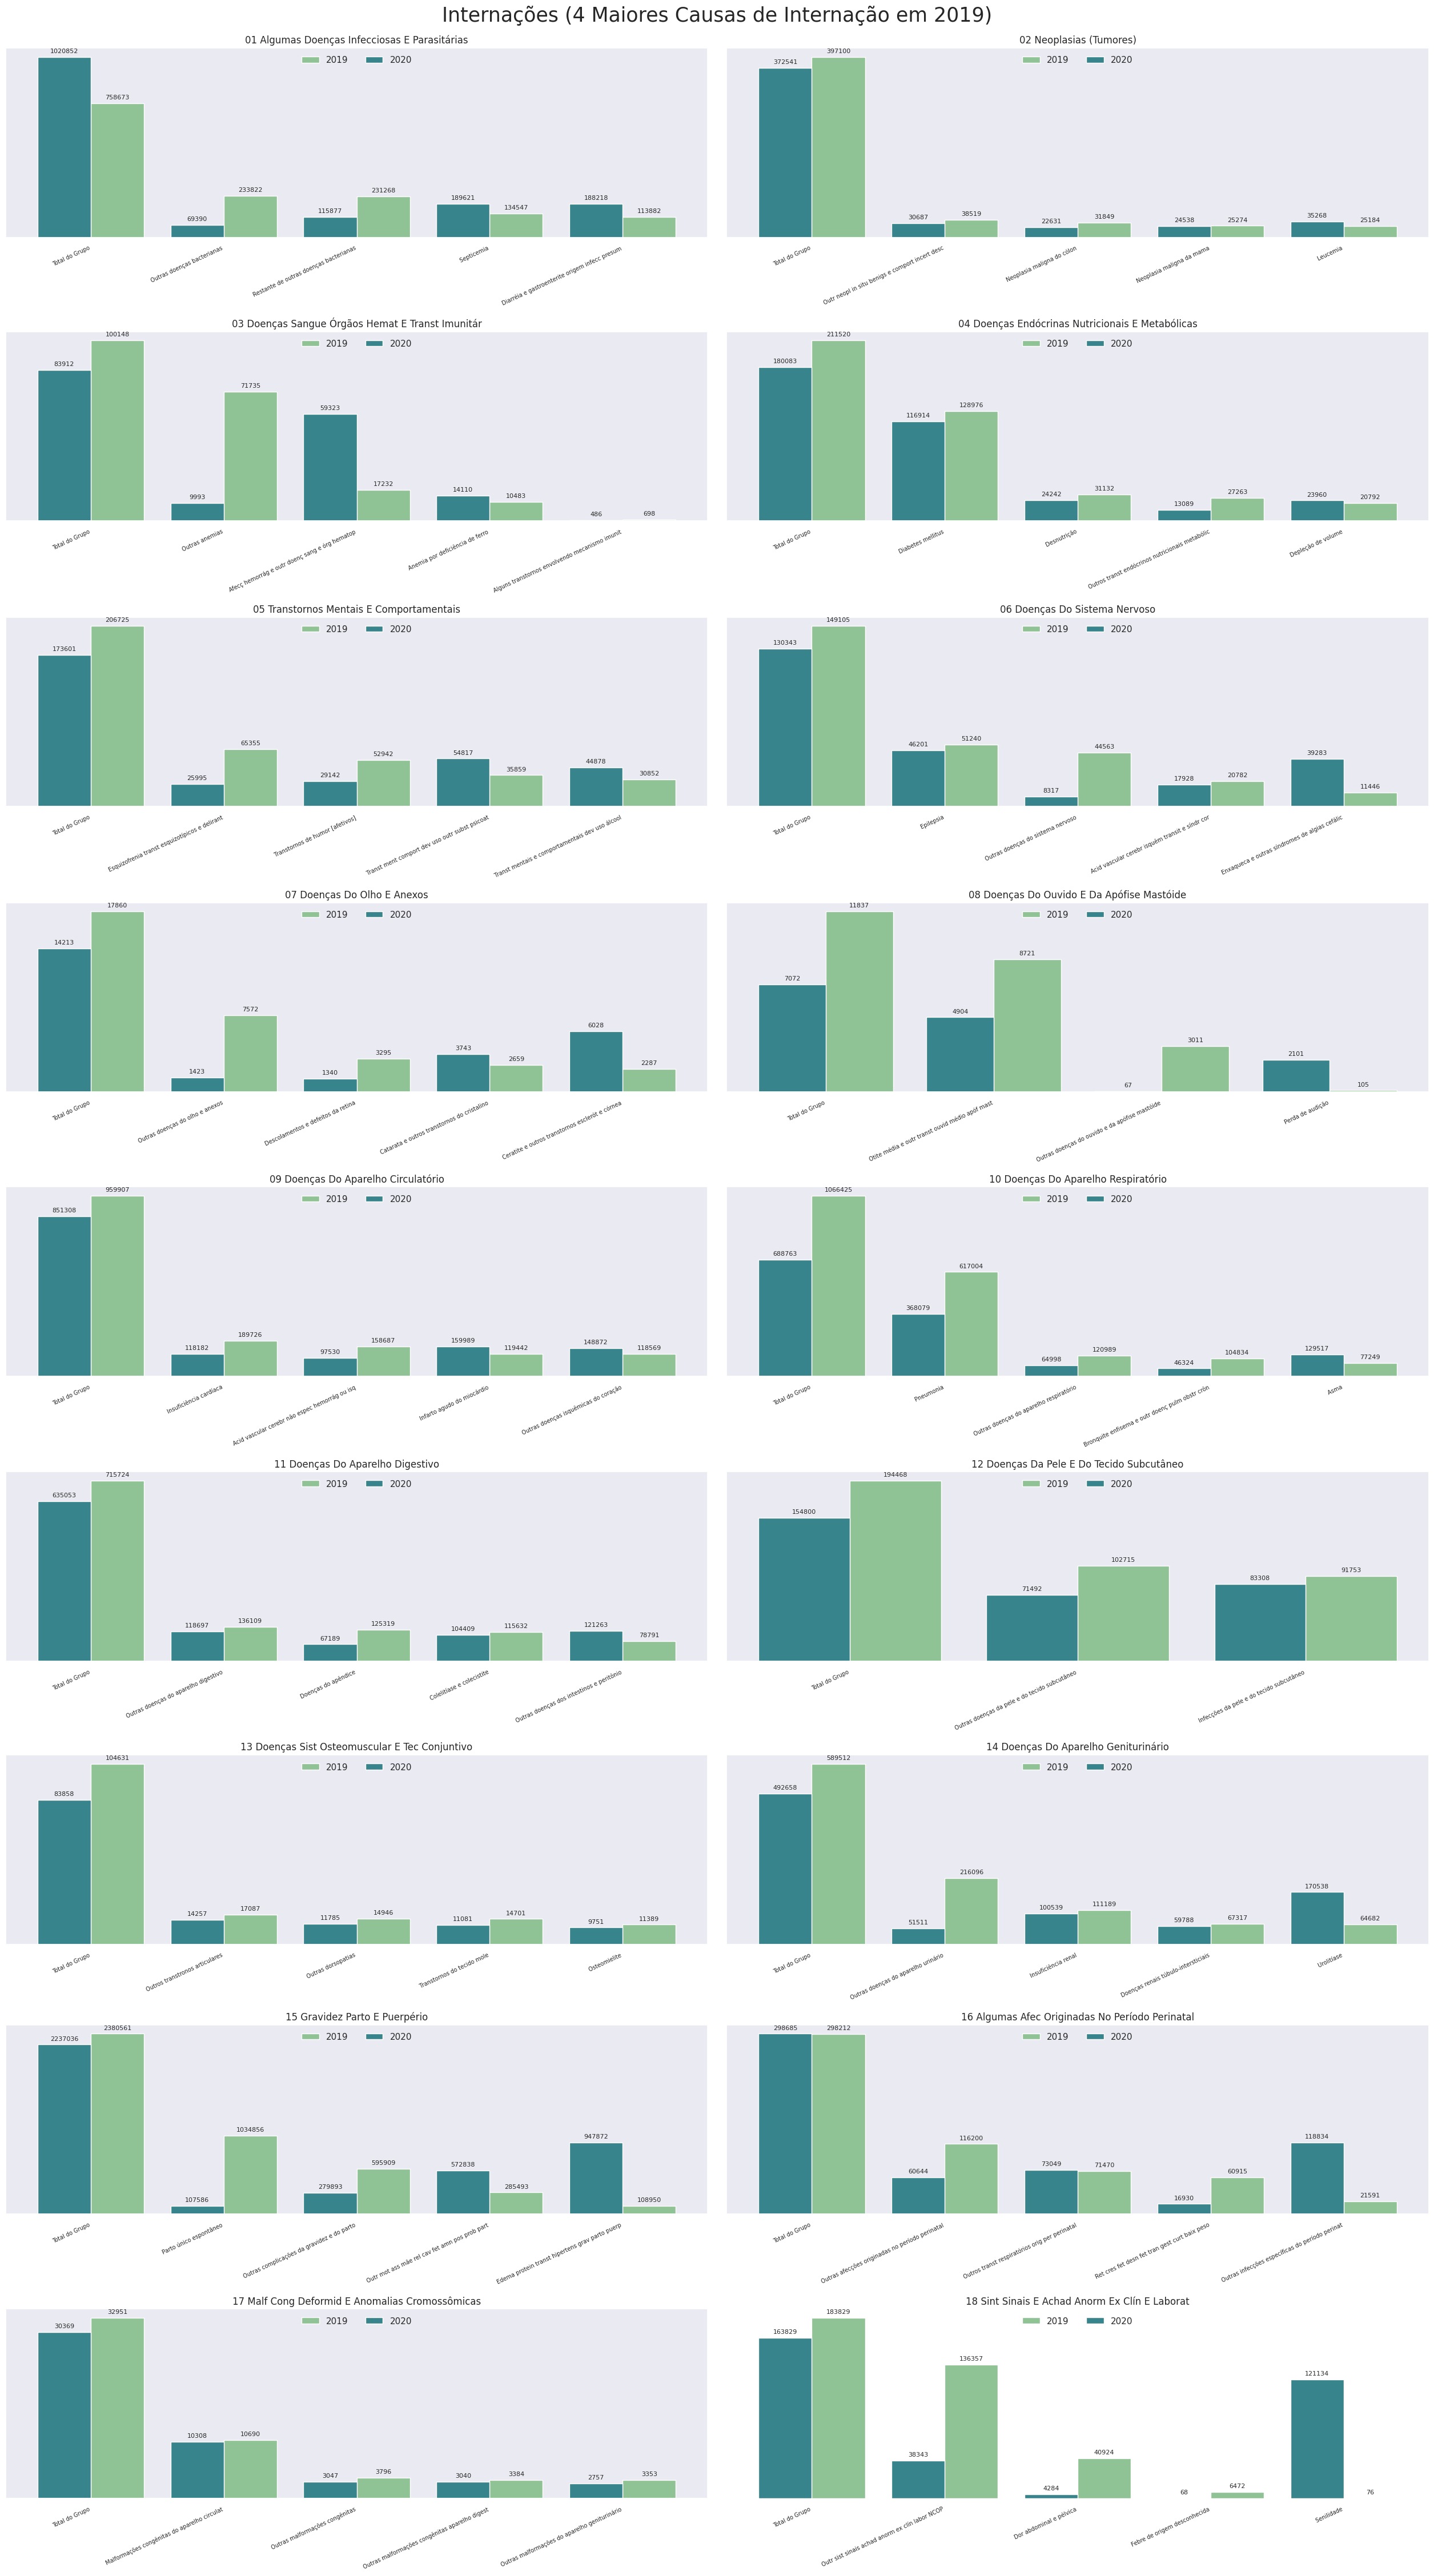 Internações (4 Maiores Causas de Internação em 2019)
01 Algumas Doenças Infecciosas E Parasitárias
2019 2020
1020852 758673
69390 233822
115877 231268
189621 134547
188218 113882
Total do Grupo
Outras doenças bacterianas
Restante de outras doenças bacterianas
Septicemia
Diarréia e gastroenterite origem infecc presum
02 Neoplasias (Tumores)
2019 2020
372541 397100
30687 38519
22631 31849
24538 25274
35268 25184
Total do Grupo
Outr neopl in situ benigs e comport incert desc
Neoplasia maligna do cólon
Neoplasia maligna da mama
Leucemia
03 Doenças Sangue Órgãos Hemat E Transt Imunitár
2019 2020
83912 100148
9993 71735
59323 17232
14110 10483
486 698
Total do Grupo
Outras anemias
Afecç hemorrág e outr doenç sang e órg hematop
Anemia por deficiência de ferro
Alguns transtornos envolvendo mecanismo imunit
04 Doenças Endócrinas Nutricionais E Metabólicas
2019 2020
180083 211520
116914 128976
24242 31132
13089 27263
23960 20792
Total do Grupo
Diabetes mellitus
Desnutrição
Outros transt endócrinos nutricionais metabólic
Depleção de volume
05 Transtornos Mentais E Comportamentais
2019 2020
173601 206725
25995 65355
29142 52942
54817 35859
44878 30852
Total do Grupo
Esquizofrenia transt esquizotípicos e delirant
Transtornos de humor [afetivos]
Transt ment comport dev uso outr subst psicoat
Transt mentais e comportamentais dev uso álcool
06 Doenças Do Sistema Nervoso
2019 2020
130343 149105
46201 51240
8317 44563
17928 20782
39283 11446
Total do Grupo
Epilepsia
Outras doenças do sistema nervoso
Acid vascular cerebr isquêm transit e síndr cor
Enxaqueca e outras síndromes de algias cefálic
07 Doenças Do Olho E Anexos
2019 2020
14213 17860
1423 7572
1340 3295
3743 2659
6028 2287
Total do Grupo
Outras doenças do olho e anexos
Descolamentos e defeitos da retina
Catarata e outros transtornos do cristalino
Ceratite e outros transtornos esclerót e córnea
08 Doenças Do Ouvido E Da Apófise Mastóide
2019 2020
7072 11837
4904 8721
67 3011
2101 105
Total do Grupo
Otite média e outr transt ouvid médio apóf mast
Outras doenças do ouvido e da apófise mastóide
Perda de audição
09 Doenças Do Aparelho Circulatório
2019 2020
851308 959907
118182 189726
97530 158687
159989 119442
148872 118569
Total do Grupo
Insuficiência cardíaca
Acid vascular cerebr não espec hemorrág ou isq
Infarto agudo do miocárdio
Outras doenças isquêmicas do coração
10 Doenças Do Aparelho Respiratório
2019 2020
688763 1066425
368079 617004
64998 120989
46324 104834
129517 77249
Total do Grupo
Pneumonia
Outras doenças do aparelho respiratório
Bronquite enfisema e outr doenç pulm obstr crôn
Asma
11 Doenças Do Aparelho Digestivo
2019 2020
635053 715724
118697 136109
67189 125319
104409 115632
121263 78791
Total do Grupo
Outras doenças do aparelho digestivo
Doenças do apêndice
Colelitíase e colecistite
Outras doenças dos intestinos e peritônio
12 Doenças Da Pele E Do Tecido Subcutâneo
2019 2020
154800 194468
71492 102715
83308 91753
Total do Grupo
Outras doenças da pele e do tecido subcutâneo
Infecções da pele e do tecido subcutâneo
13 Doenças Sist Osteomuscular E Tec Conjuntivo
2019 2020
83858 104631
14257 17087
11785 14946
11081 14701
9751 11389
Total do Grupo
Outros transtronos articulares
Outras dorsopatias
Transtornos do tecido mole
Osteomielite
14 Doenças Do Aparelho Geniturinário
2019 2020
492658 589512
51511 216096
100539 111189
59788 67317
170538 64682
Total do Grupo
Outras doenças do aparelho urinário
Insuficiência renal
Doenças renais túbulo-intersticiais
Urolitíase
15 Gravidez Parto E Puerpério
2019 2020
2237036 2380561
107586 1034856
279893 595909
572838 285493
947872 108950
Total do Grupo
Parto único espontâneo
Outras complicações da gravidez e do parto
Outr mot ass mãe rel cav fet amn pos prob part
Edema protein transt hipertens grav parto puerp
16 Algumas Afec Originadas No Período Perinatal
2019 2020
298685 298212
60644 116200
73049 71470
16930 60915
118834 21591
Total do Grupo
Outras afecções originadas no período perinatal
Outros transt respiratórios orig per perinatal
Ret cres fet desn fet tran gest curt baix peso
Outras infecções específicas do período perinat
17 Malf Cong Deformid E Anomalias Cromossômicas
2019 2020
30369 32951
10308 10690
3047 3796
3040 3384
2757 3353
Total do Grupo
Malformações congênitas do aparelho circulat
Outras malformações congênitas
Outras malformações congênitas aparelho digest
Outras malformações do aparelho geniturinário
18 Sint Sinais E Achad Anorm Ex Clín E Laborat
2019 2020
163829 183829
38343 136357
4284 40924
68 6472
121134 76
Total do Grupo
Outr sist sinais achad anorm ex clín labor NCOP
Dor abdominal e pélvica
Febre de origem desconhecida
Senilidade